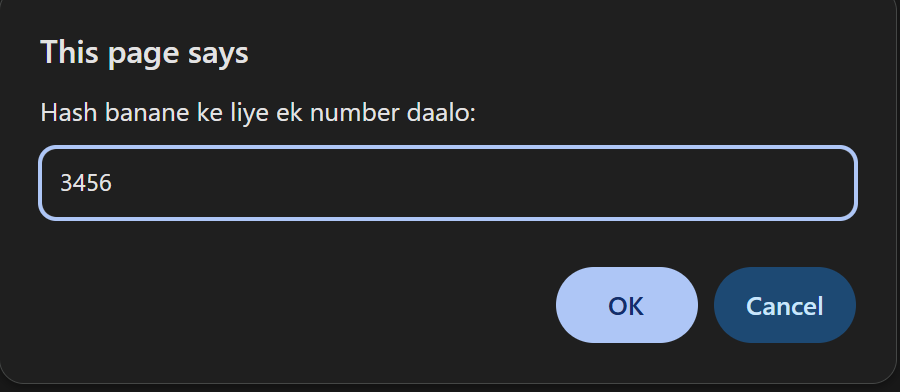 This page says
Hash banane ke liye ek number daalo:
3456
OK
Cancel